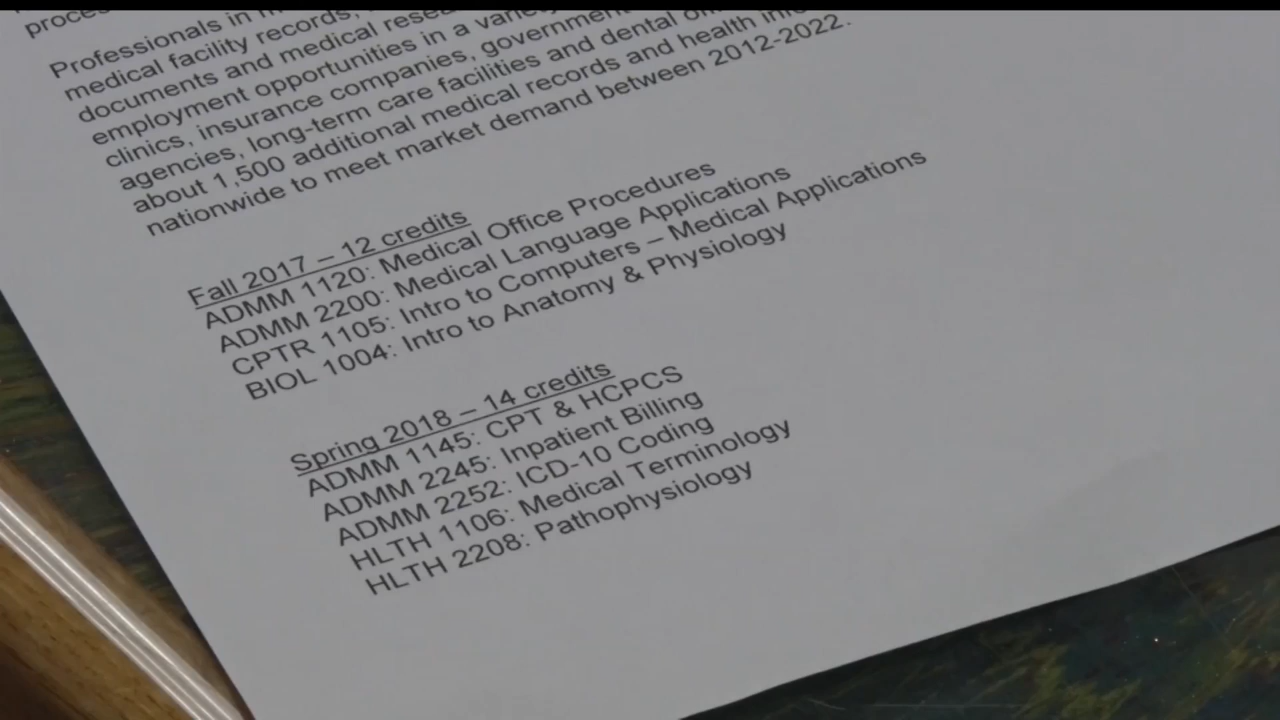 Professionals in
medical facility records,
documents and medical
employment opportunities in a
clinics, insurance companies, government
agencies, long-term care facilities and dental
about 1,500 additional medical records and health
nationwide to meet market demand between 2012-2022.
Fall 2017 – 12 credits
ADMM 1120: Medical Office Procedures
ADMM 2200: Medical Language Applications
CPTR 1105: Intro to Computers – Medical Applications
BIOL 1004: Intro to Anatomy & Physiology
Spring 2018 – 14 credits
ADMM 1145: CPT & HCPCS
ADMM 2245: Inpatient Billing
ADMM 2252: ICD-10 Coding
HLTH 1106: Medical Terminology
HLTH 2208: Pathophysiology